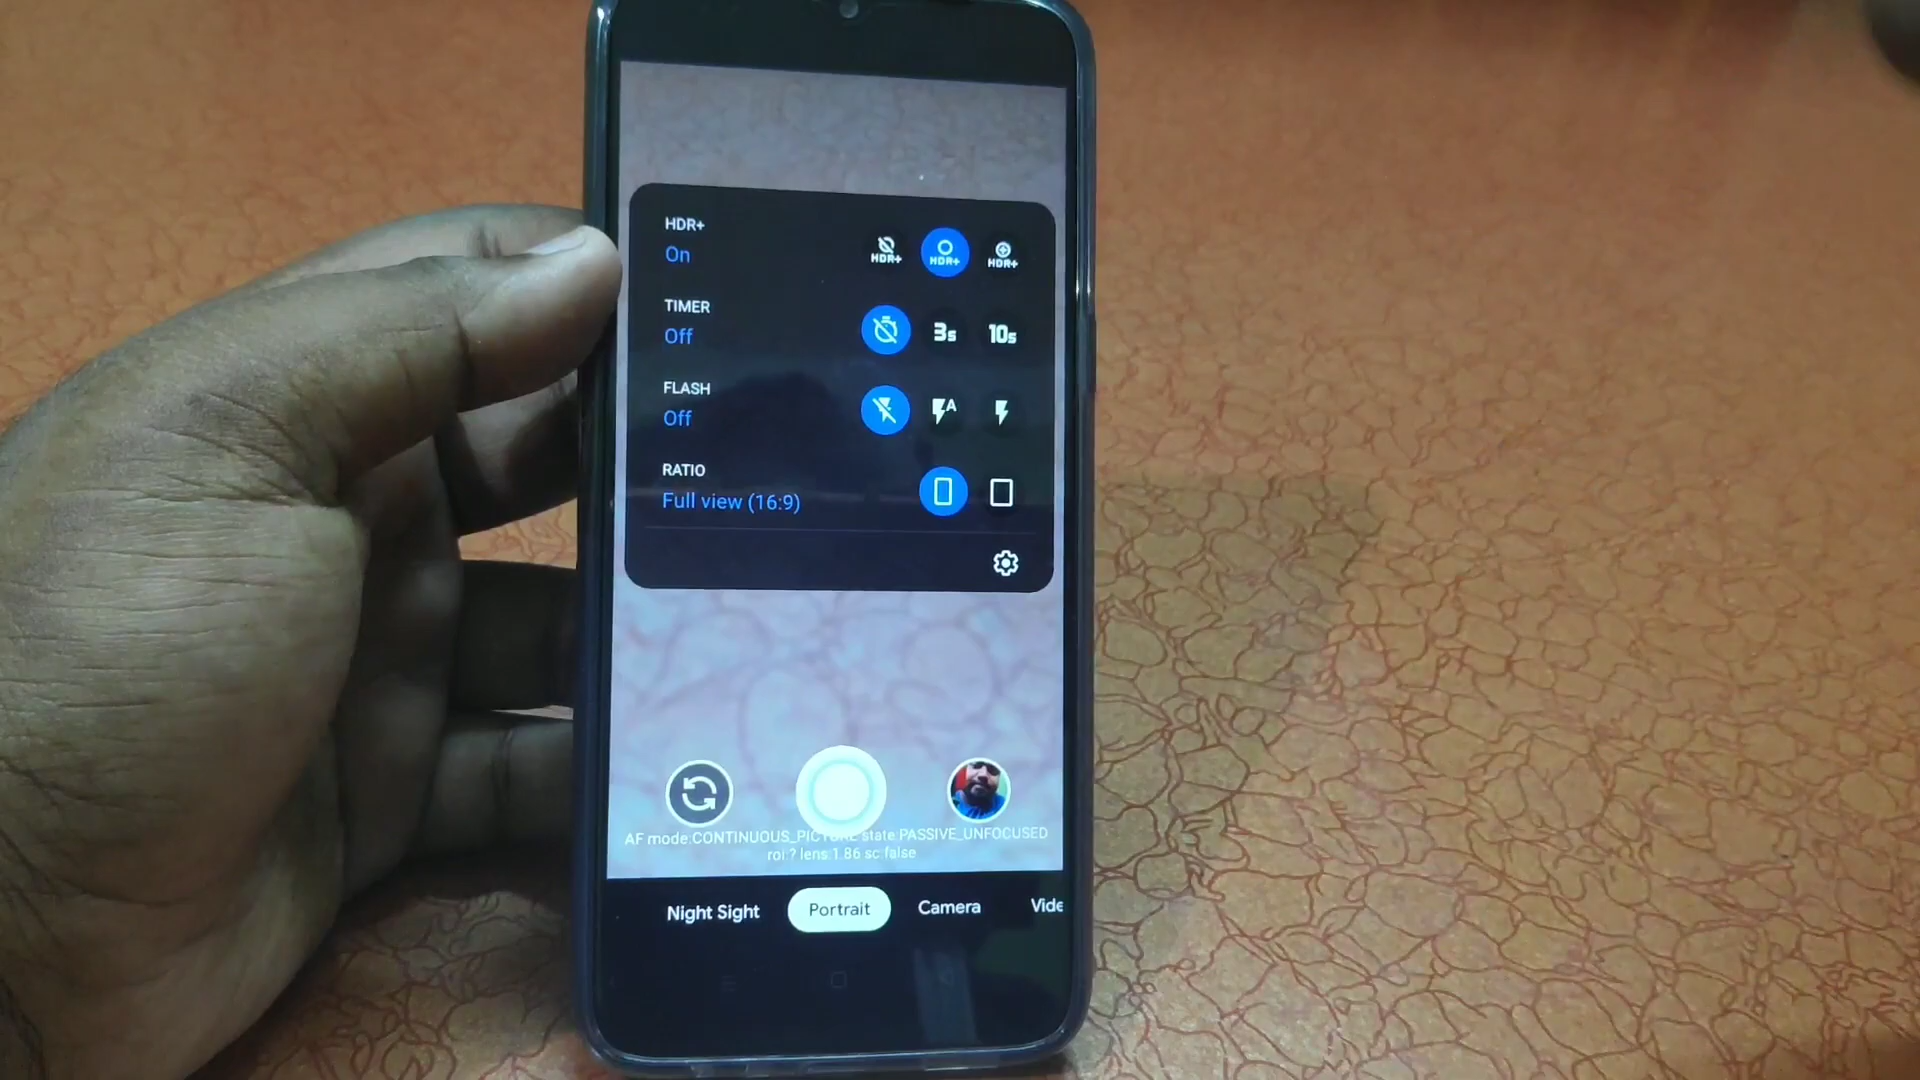 HDR+
On
HDR+ HDR+ HDR+
TIMER
Off
3s 10s
FLASH
Off
A
RATIO
Full view (16:9)
AF mode:CONTINUOUS_PICTURE state:PASSIVE_UNFOCUSED
roi:? lens:1.86 sc:false
Night Sight Portrait Camera Vide